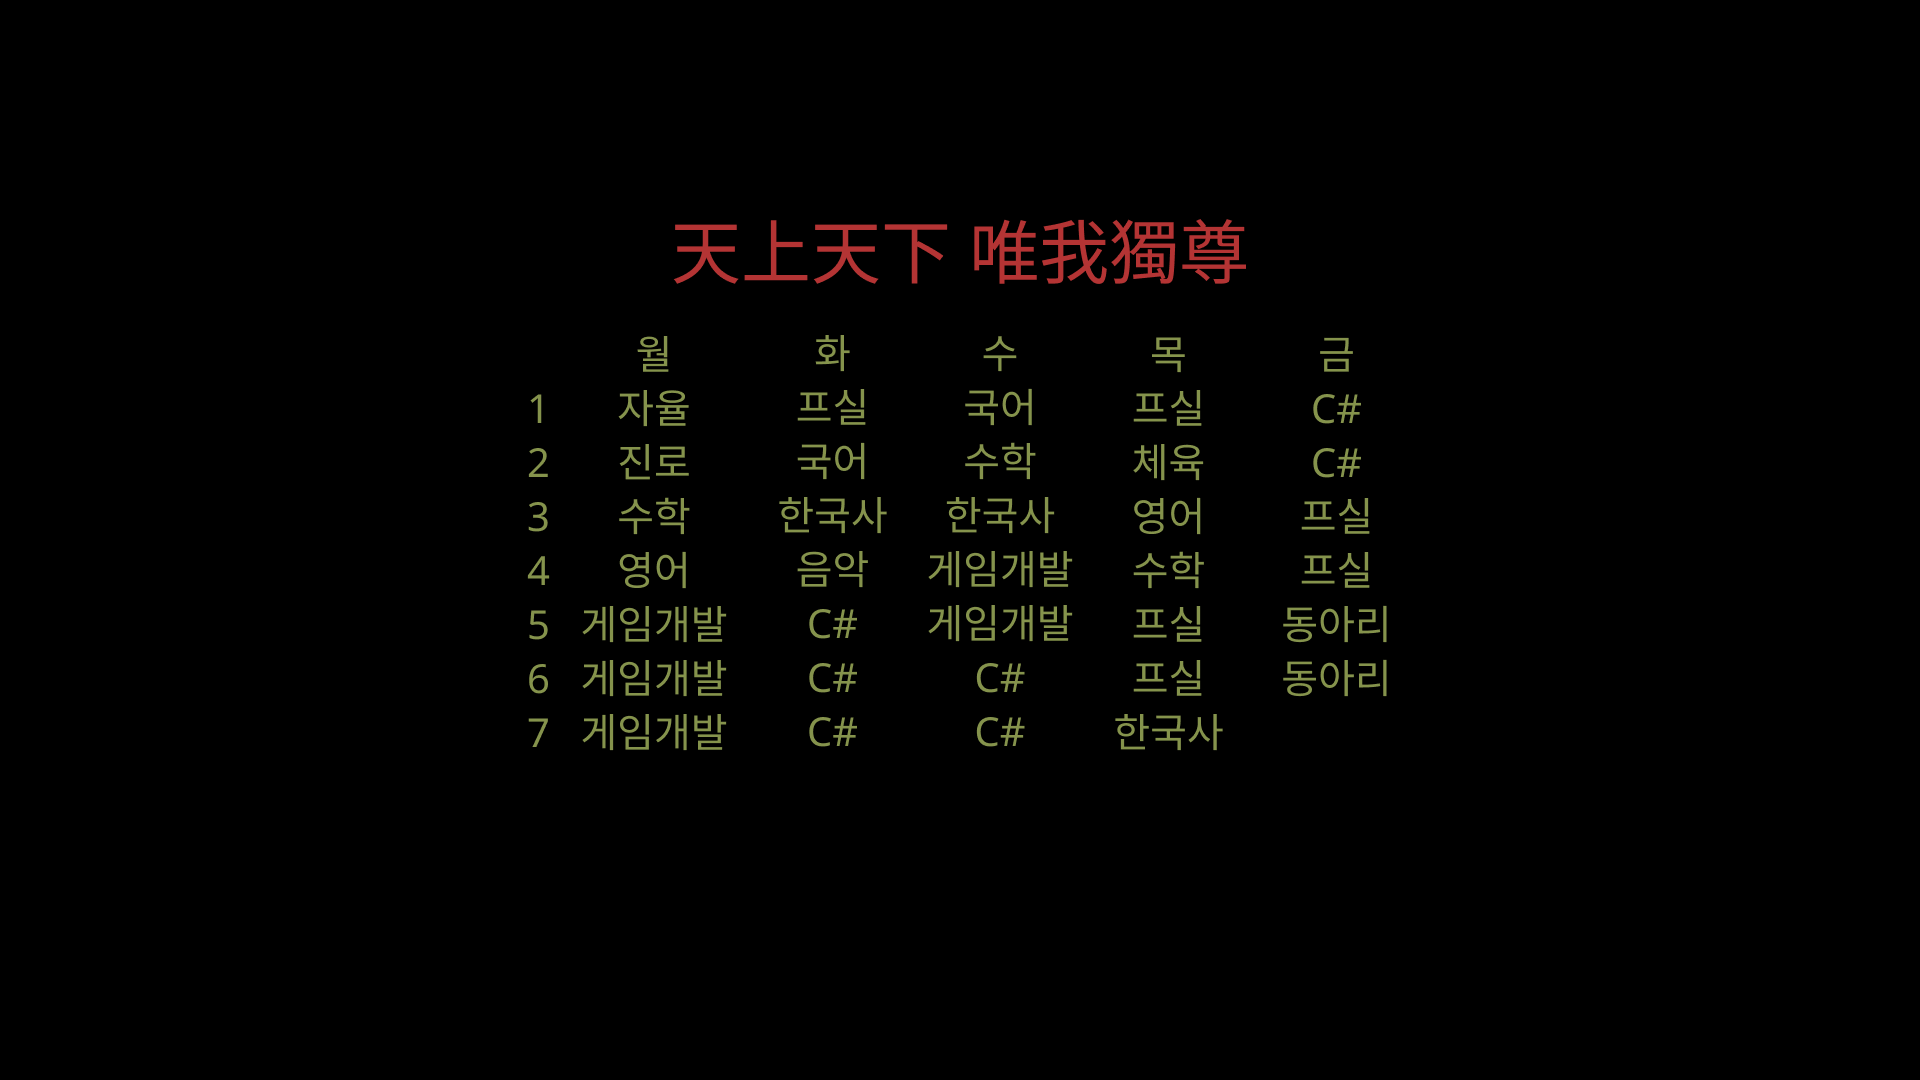 天上天下 唯我獨尊
월 화 수 목 금
1 자율 프실 국어 프실 C#
2 진로 국어 수학 체육 C#
3 수학 한국사 한국사 영어 프실
4 영어 음악 게임개발 수학 프실
5 게임개발 C# 게임개발 프실 동아리
6 게임개발 C# C# 프실 동아리
7 게임개발 C# C# 한국사